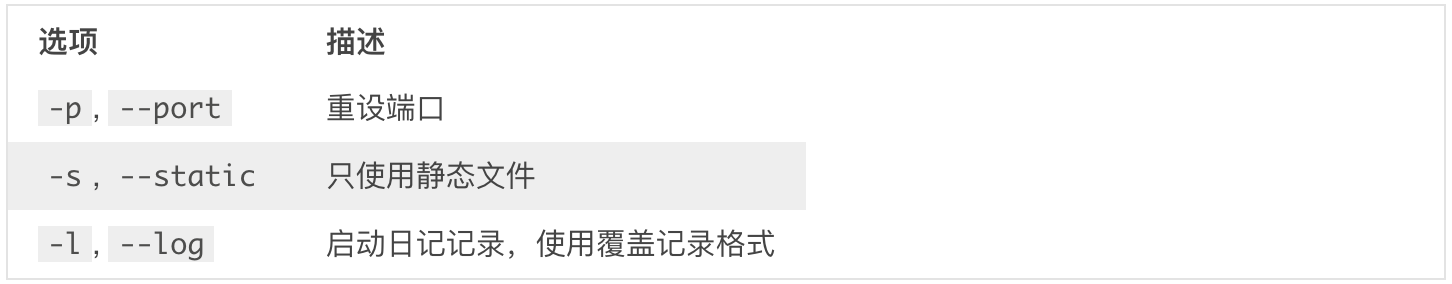 选项 描述
-p, --port 重设端口
-s, --static 只使用静态文件
-l, --log 启动日记记录，使用覆盖记录格式